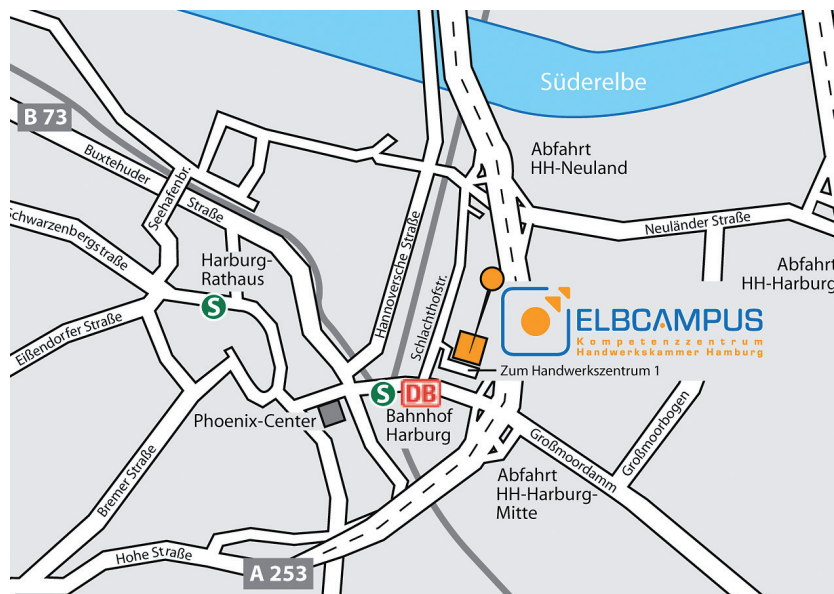 Süderelbe
B 73
Abfahrt
HH-Neuland
Buxtehuder
Straße
Seehafenbr.
Schwarzenbergstraße
Harburg-
Rathaus
S
Hannoversche Straße
Schlachthofstr.
Neuländer Straße
Abfahrt
HH-Harburg
ELBCAMPUS
Kompetenzzentrum
Handwerkskammer Hamburg
Zum Handwerkszentrum 1
Eißendorfer Straße
S
DB
Bahnhof
Harburg
Phoenix-Center
Großmoorbogen
Großmoordamm
Bremer Straße
Abfahrt
HH-Harburg-
Mitte
Hohe Straße
A 253